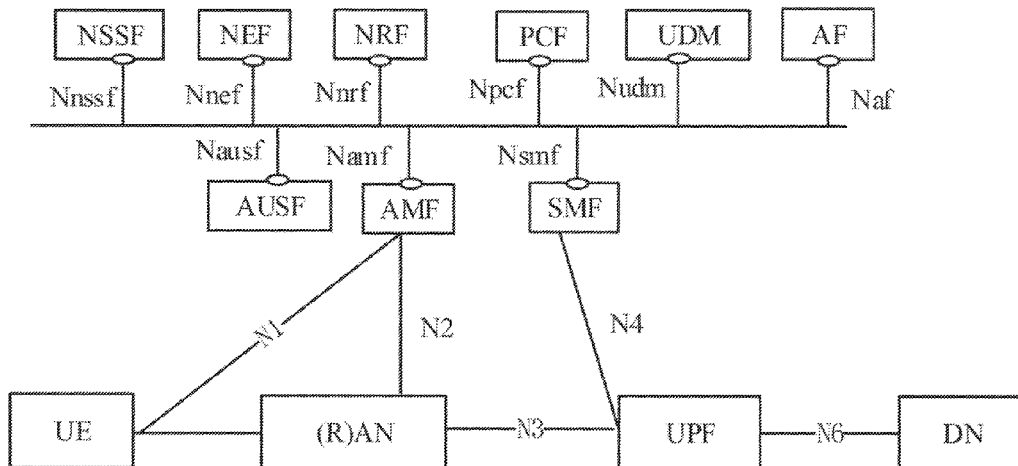 NSSF NEF NRF PCF UDM AF
Nnssf Nnef Nnrf Npcf Nudm Naf
Nausf Namf Nsmf
AUSF AMF SMF
N1 N2 N4
UE (R)AN N3 UPF N6 DN